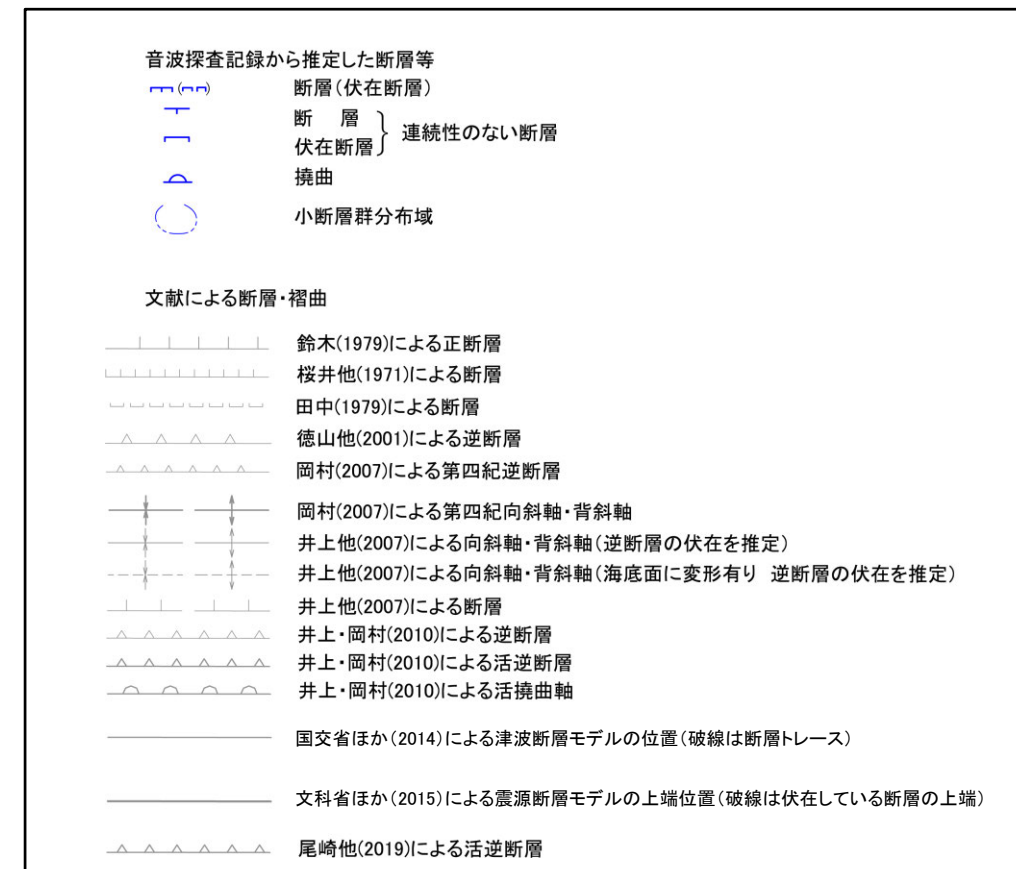 音波探査記録から推定した断層等
断層(伏在断層)
断　層
伏在断層
連続性のない断層
撓曲
小断層群分布域
文献による断層・褶曲
鈴木(1979)による正断層
桜井他(1971)による断層
田中(1979)による断層
徳山他(2001)による逆断層
岡村(2007)による第四紀逆断層
岡村(2007)による第四紀向斜軸・背斜軸
井上他(2007)による向斜軸・背斜軸(逆断層の伏在を推定)
井上他(2007)による向斜軸・背斜軸(海底面に変形有り 逆断層の伏在を推定)
井上他(2007)による断層
井上・岡村(2010)による逆断層
井上・岡村(2010)による活逆断層
井上・岡村(2010)による活撓曲軸
国交省ほか(2014)による津波断層モデルの位置(破線は断層トレース)
文科省ほか(2015)による震源断層モデルの上端位置(破線は伏在している断層の上端)
尾崎他(2019)による活逆断層